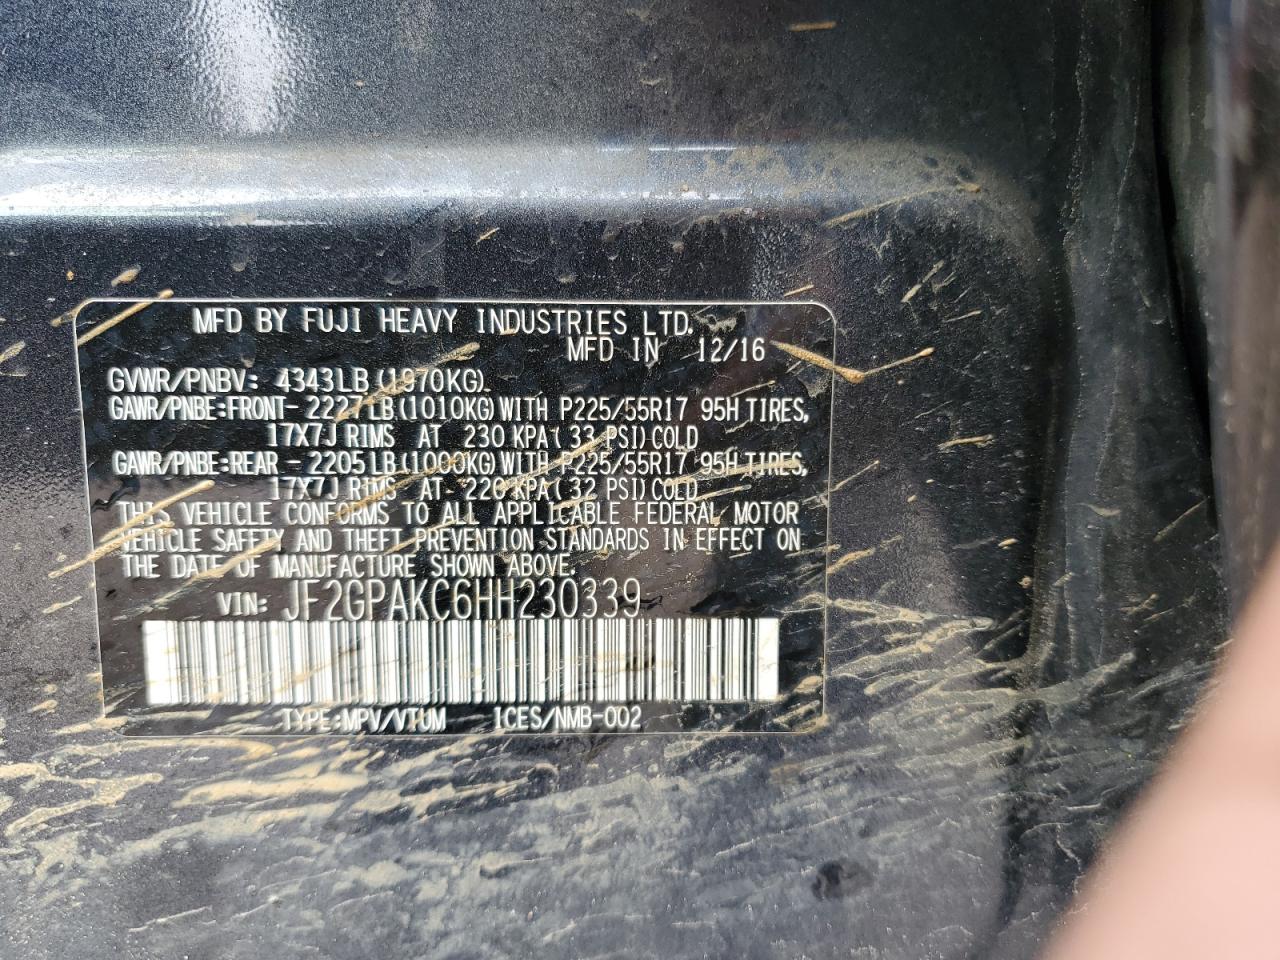 MFD BY FUJI HEAVY INDUSTRIES LTD.
MFD IN 12/16
GVWR/PNBV: 4343LB(1970KG)
GAWR/PNBE:FRONT- 2227LB(1010KG)WITH P225/55R17 95H TIRES,
17X7J RIMS AT 230 KPA( 33 PSI)COLD
GAWR/PNBE:REAR - 2205LB(1000KG)WITH P225/55R17 95H TIRES,
17X7J RIMS AT 220 KPA( 32 PSI)COLD
THIS VEHICLE CONFORMS TO ALL APPLICABLE FEDERAL MOTOR
VEHICLE SAFETY AND THEFT PREVENTION STANDARDS IN EFFECT ON
THE DATE OF MANUFACTURE SHOWN ABOVE.
VIN: JF2GPAKC6HH230339
TYPE:MPV/VTUM ICES/NMB-002